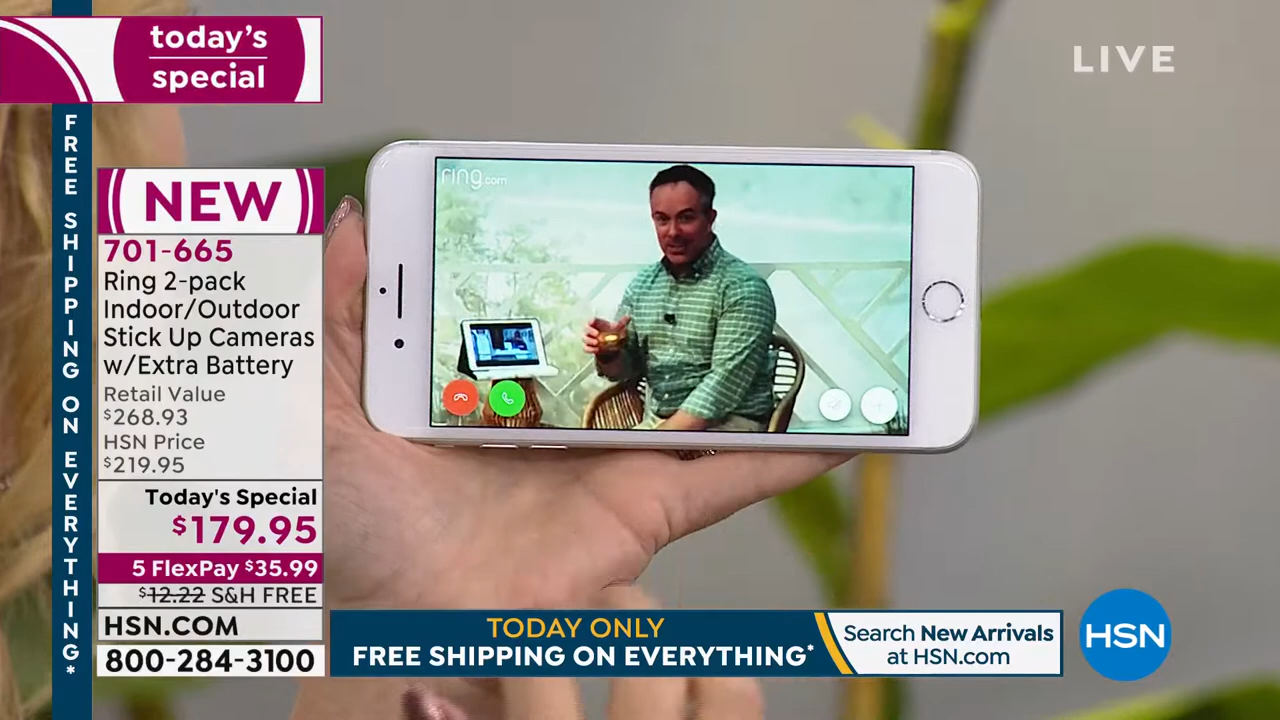 today's
special
LIVE
FREE SHIPPING ON EVERYTHING*
NEW
701-665
Ring 2-pack
Indoor/Outdoor
Stick Up Cameras
w/Extra Battery
Retail Value
$268.93
HSN Price
$219.95
Today's Special
$179.95
5 FlexPay $35.99
$12.22 S&H FREE
HSN.COM
800-284-3100
ring.com
TODAY ONLY
FREE SHIPPING ON EVERYTHING*
Search New Arrivals
at HSN.com
HSN